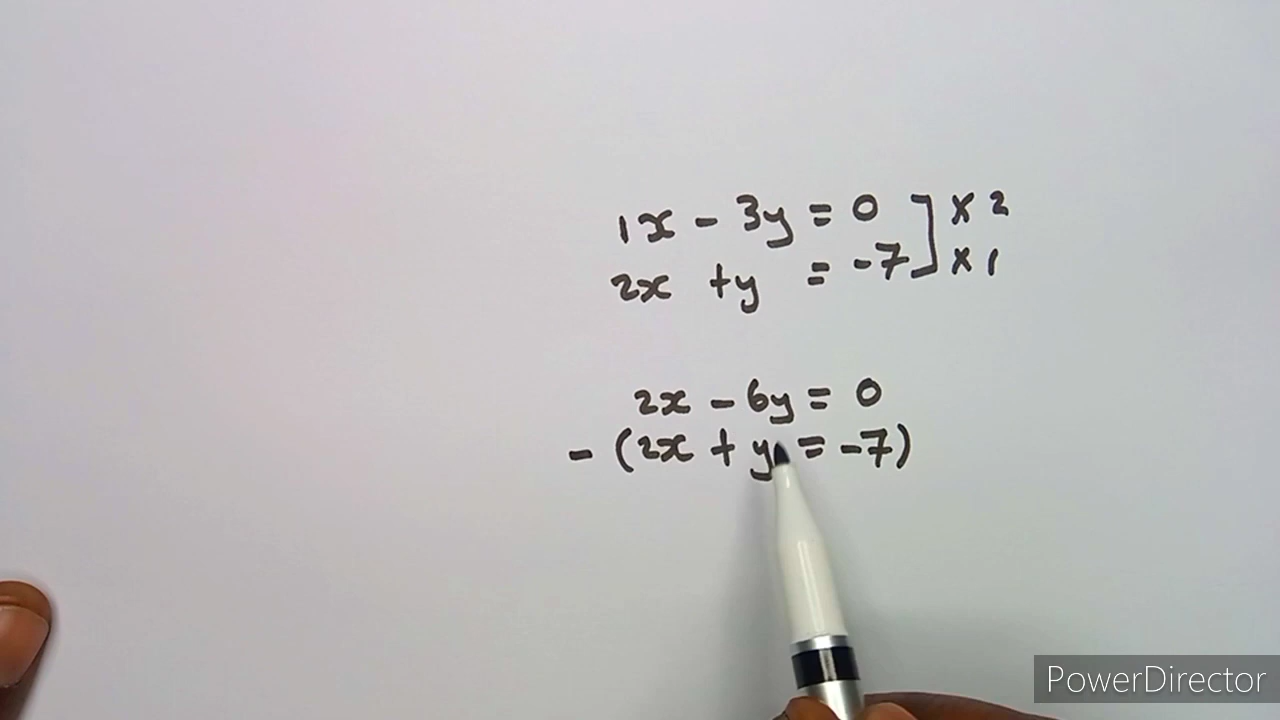 1x - 3y = 0 ] x 2
2x + y = -7 ] x 1
2x - 6y = 0
- (2x + y = -7)
PowerDirector